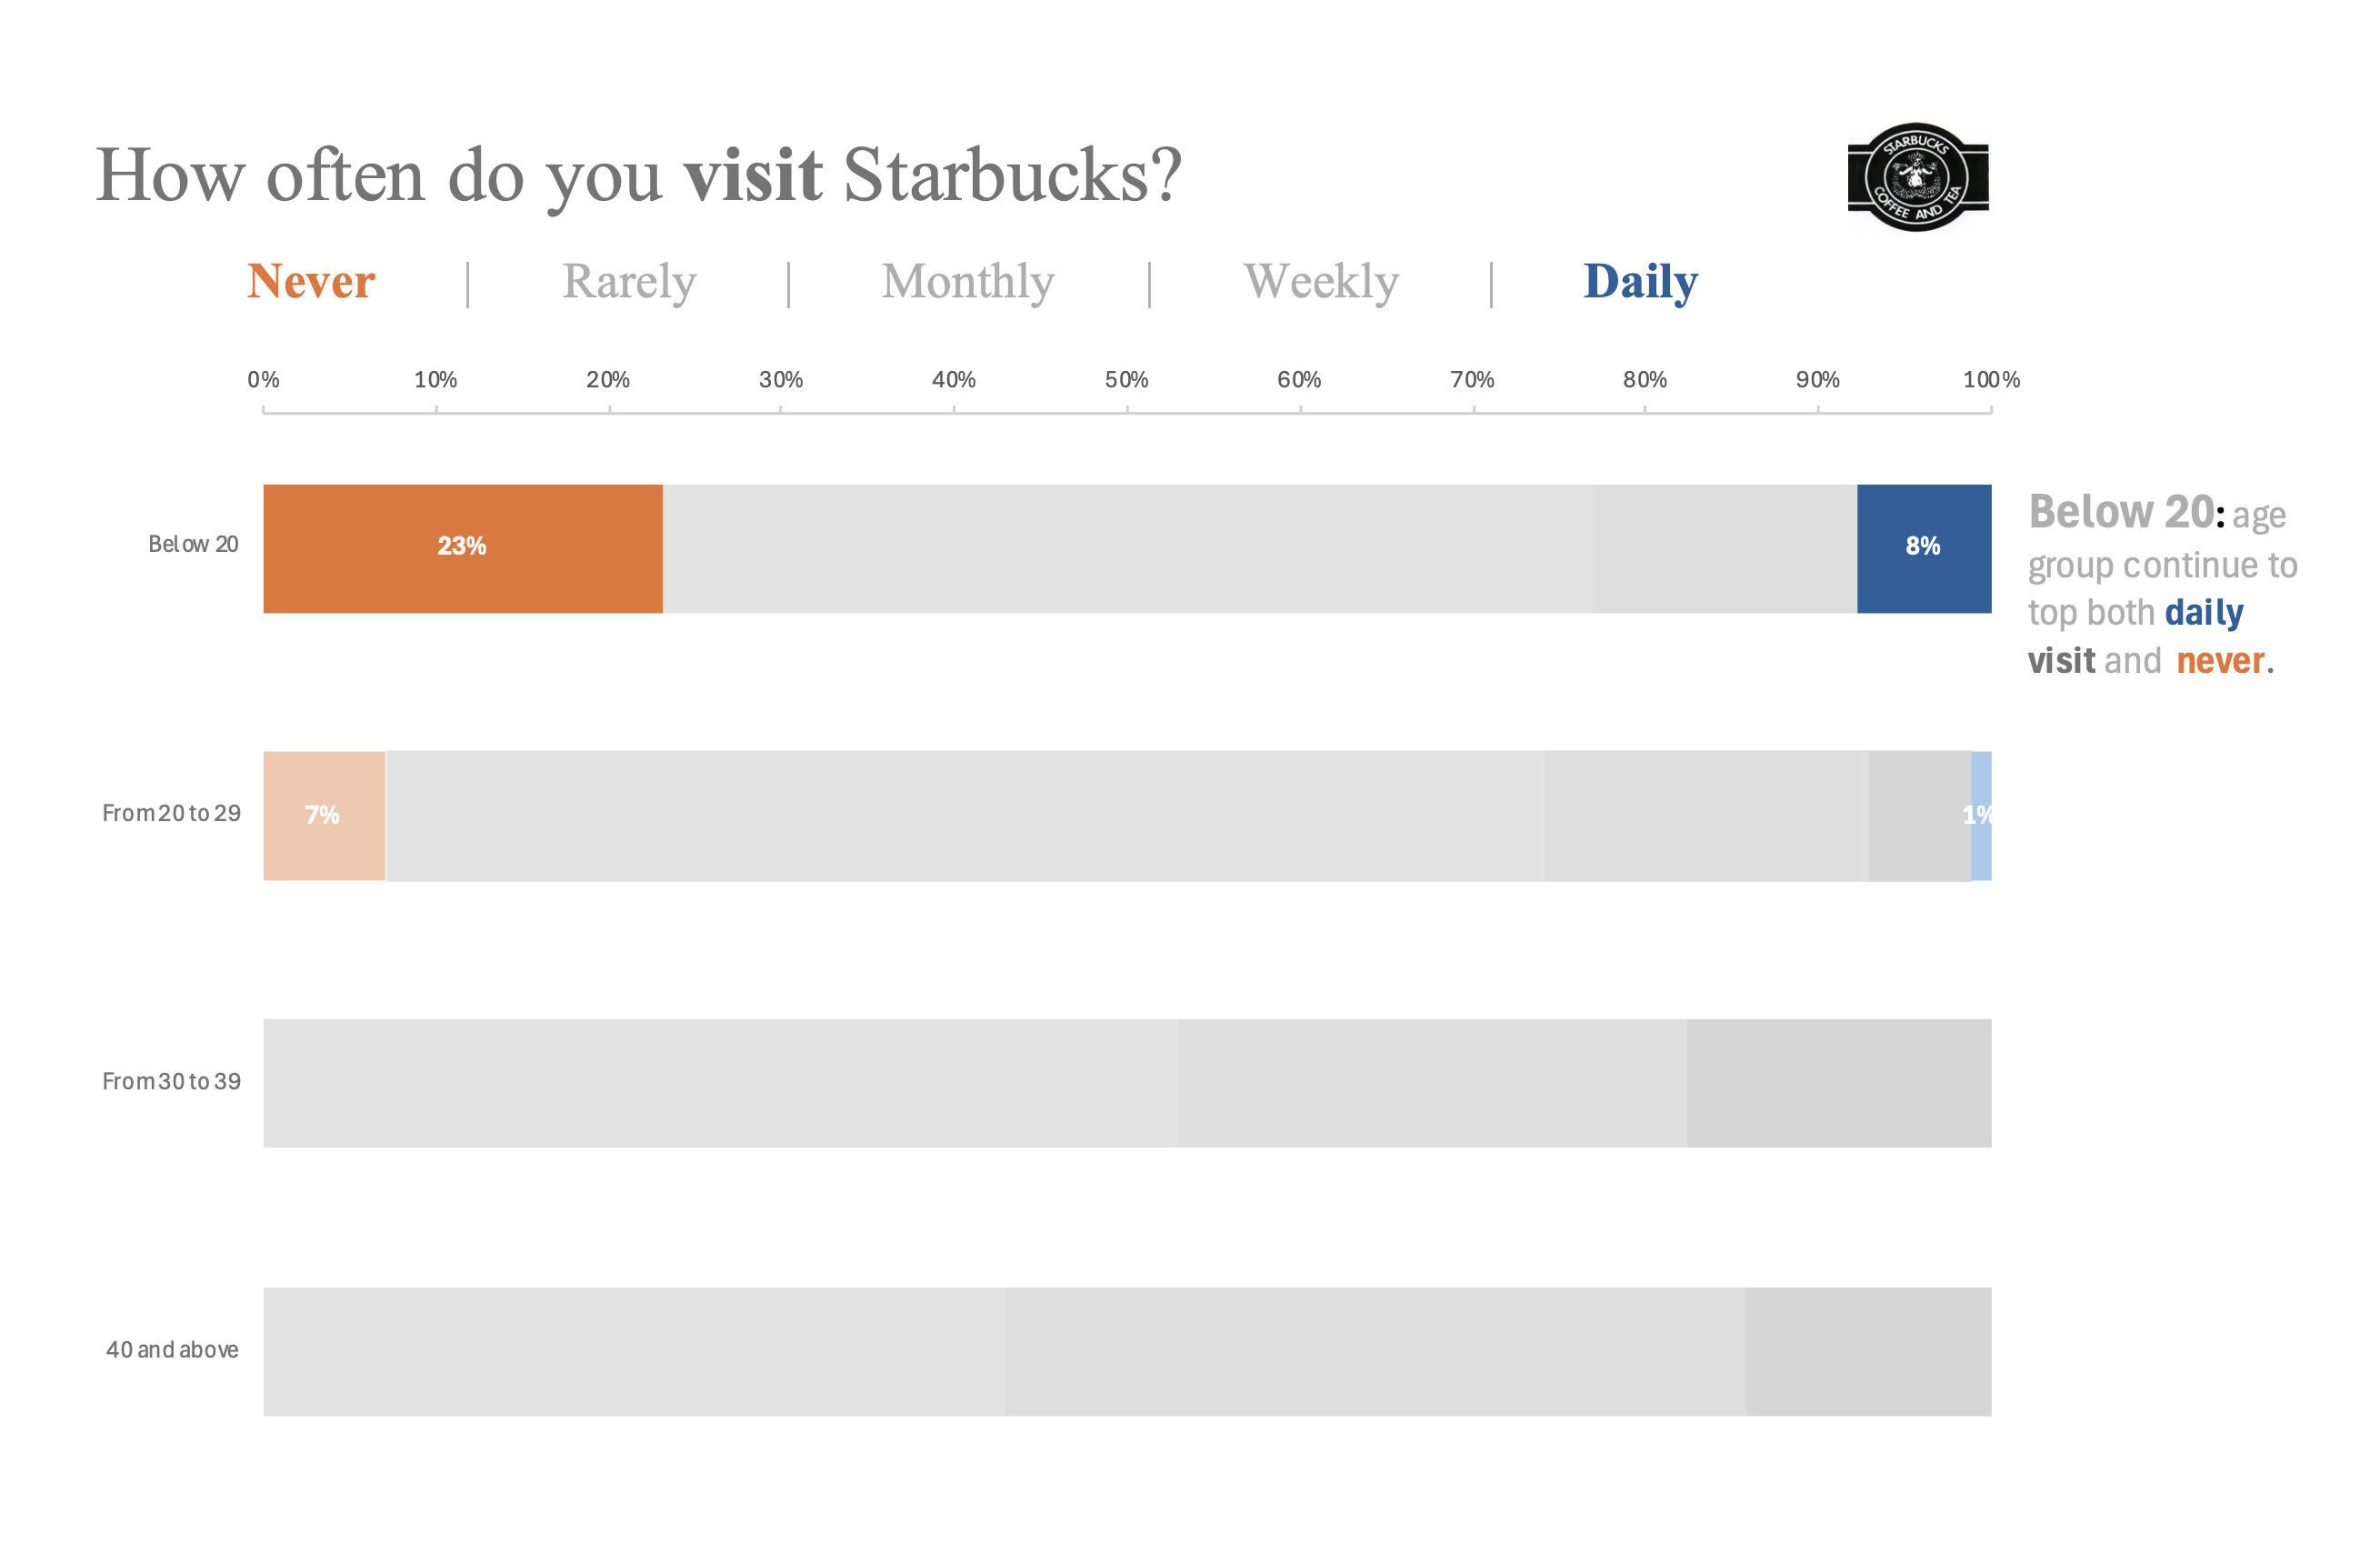 How often do you visit Starbucks?
STARBUCKS
COFFEE AND TEA
Never | Rarely | Monthly | Weekly | Daily
0% 10% 20% 30% 40% 50% 60% 70% 80% 90% 100%
Below 20
23%
8%
Below 20: age
group continue to
top both daily
visit and never.
From 20 to 29
7%
1%
From 30 to 39
40 and above